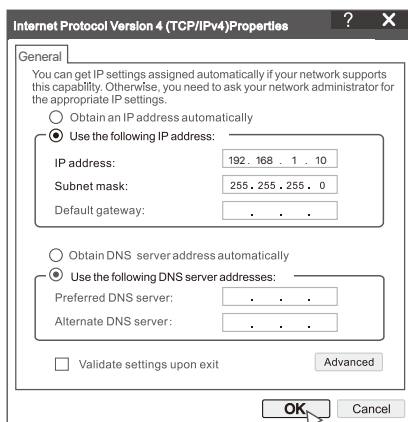 Internet Protocol Version 4 (TCP/IPv4)Properties ? X
General
You can get IP settings assigned automatically if your network supports
this capability. Otherwise, you need to ask your network administrator for
the appropriate IP settings.
Obtain an IP address automatically
Use the following IP address:
IP address: 192. 168 . 1 . 10
Subnet mask: 255. 255. 255. 0
Default gateway: . . .
Obtain DNS server address automatically
Use the following DNS server addresses:
Preferred DNS server: . . .
Alternate DNS server: . . .
Validate settings upon exit Advanced
OK Cancel